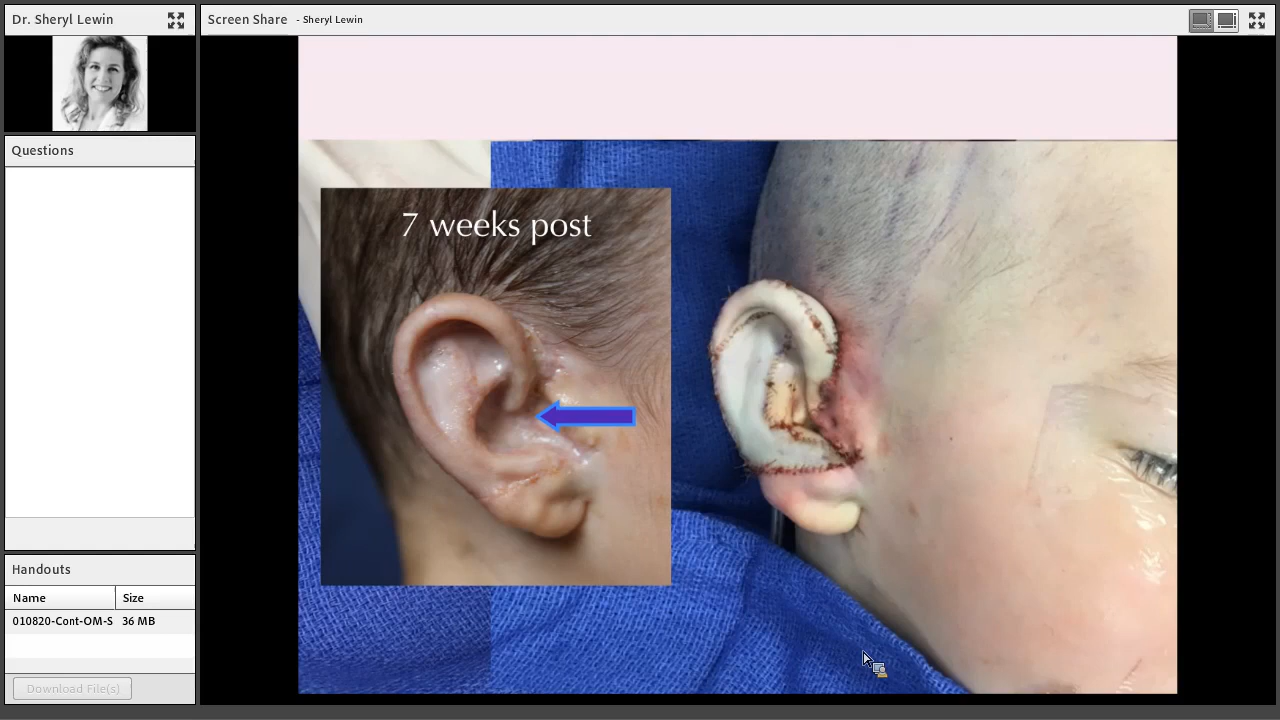 Dr. Sheryl Lewin
Screen Share - Sheryl Lewin
Questions
7 weeks post
Handouts
Name Size
010820-Cont-OM-S 36 MB
Download File(s)